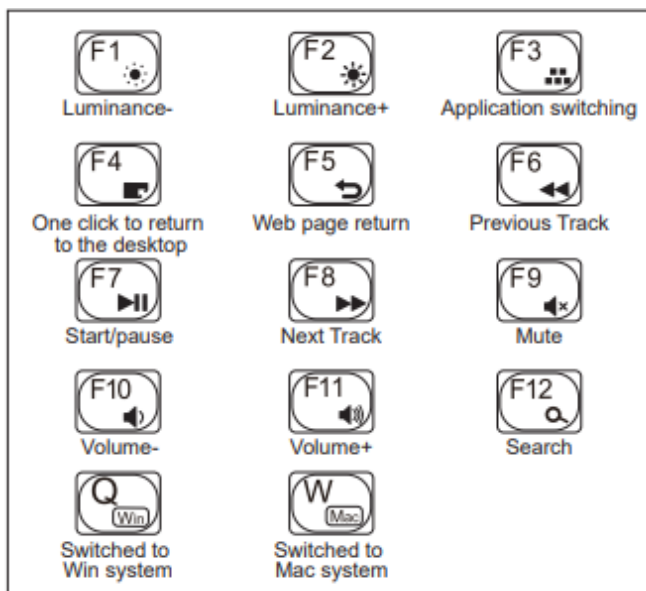 F1
F2
F3
Luminance-
Luminance+
Application switching
F4
F5
F6
One click to return
to the desktop
Web page return
Previous Track
F7
F8
F9
Start/pause
Next Track
Mute
F10
F11
F12
Volume-
Volume+
Search
Q
Win
W
Mac
Switched to
Win system
Switched to
Mac system